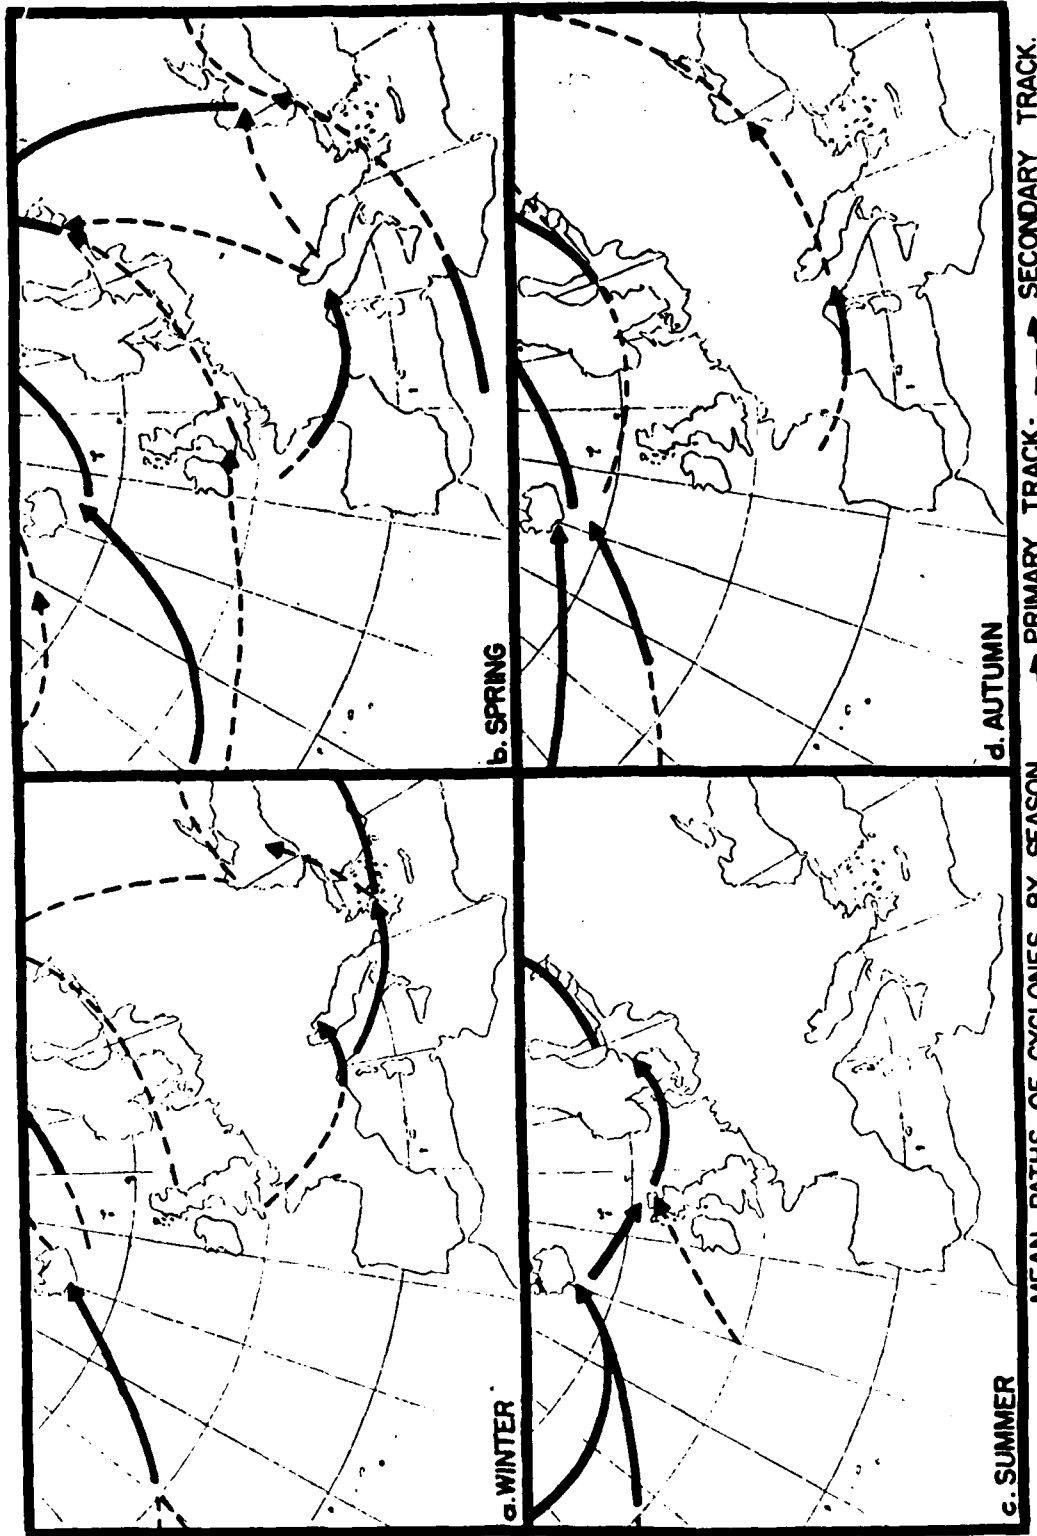 a. WINTER
b. SPRING
c. SUMMER
d. AUTUMN
MEAN PATHS OF CYCLONES BY SEASON PRIMARY TRACK. SECONDARY TRACK.